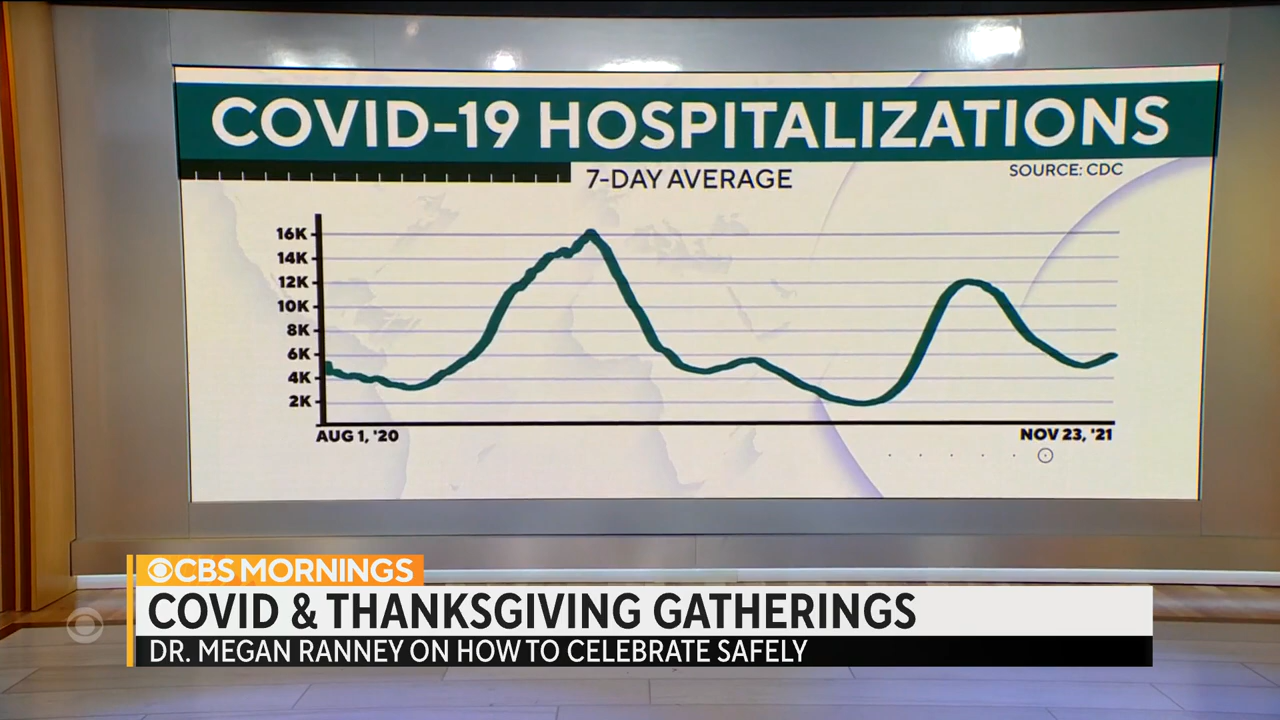 COVID-19 HOSPITALIZATIONS
7-DAY AVERAGE
SOURCE: CDC
16K
14K
12K
10K
8K
6K
4K
2K
AUG 1, '20
NOV 23, '21
CBS MORNINGS
COVID & THANKSGIVING GATHERINGS
DR. MEGAN RANNEY ON HOW TO CELEBRATE SAFELY